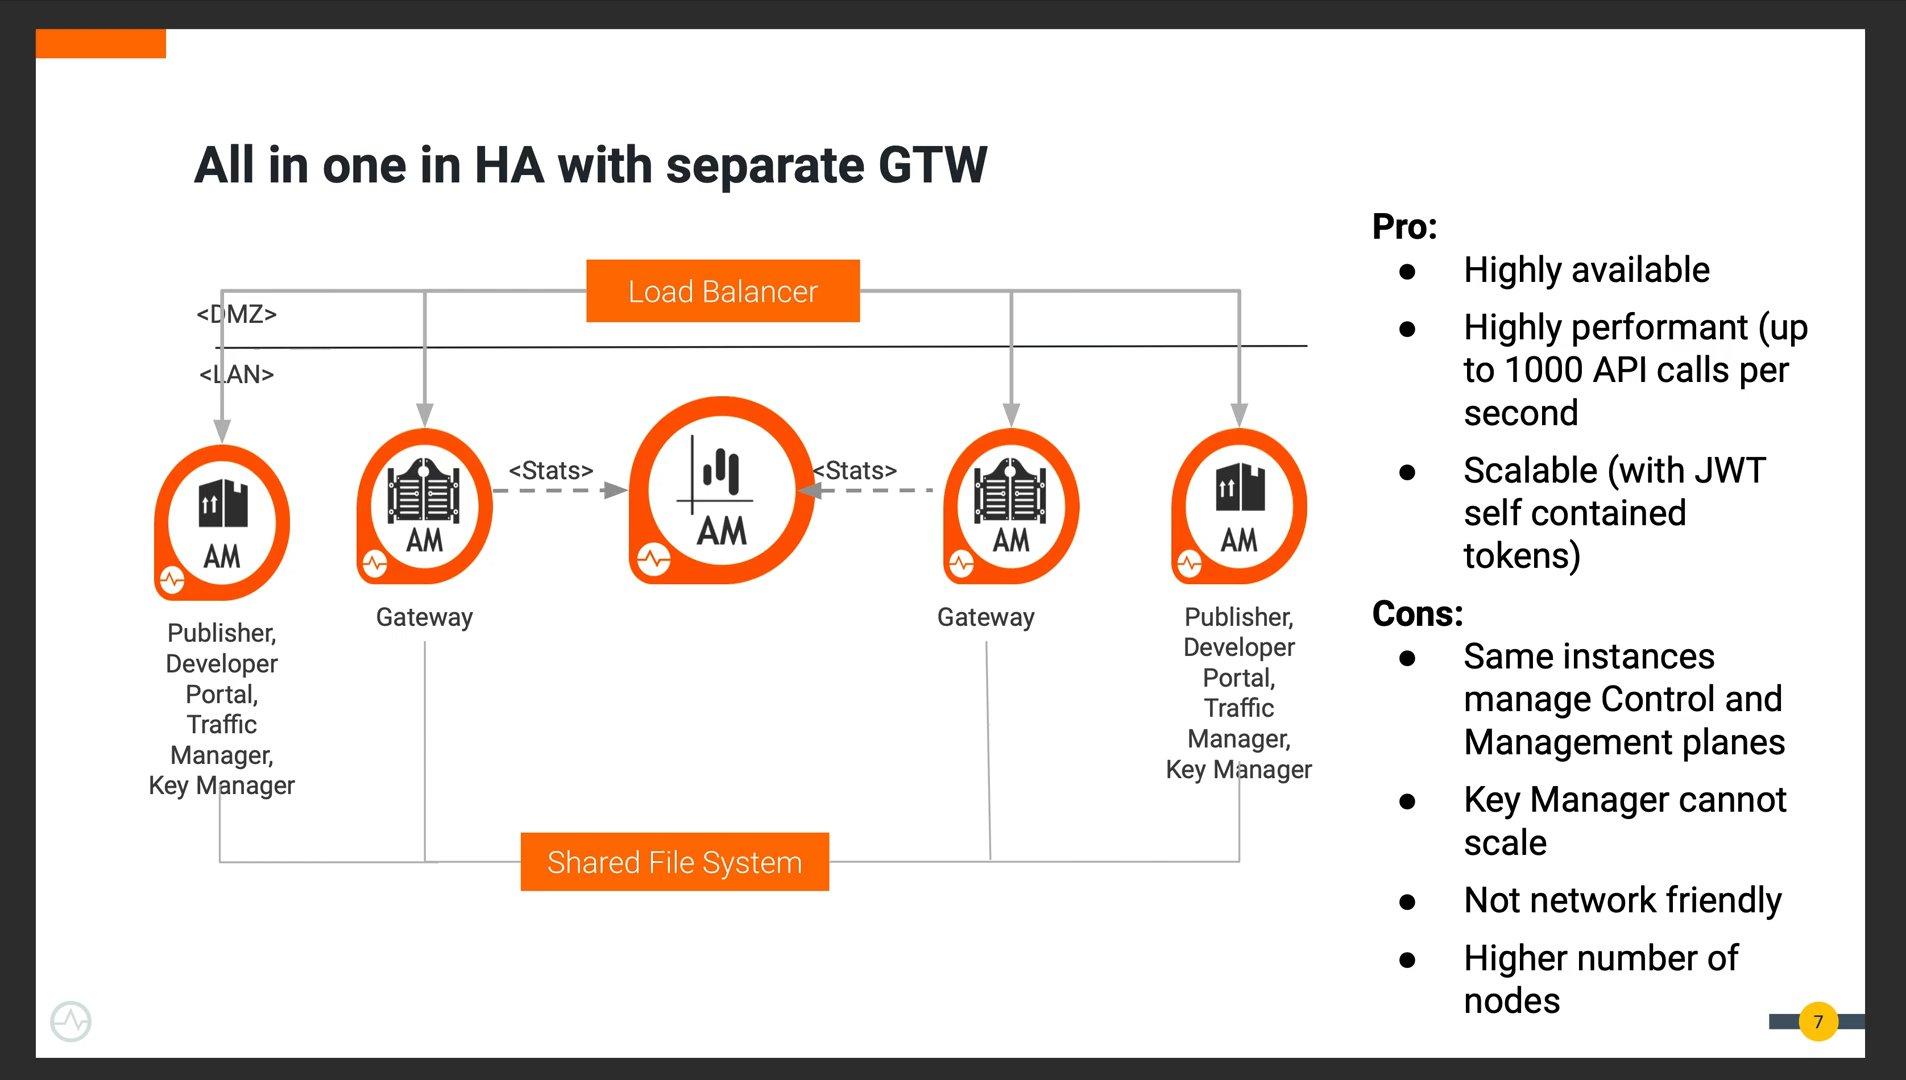 All in one in HA with separate GTW
Load Balancer
<DMZ>
<LAN>
<Stats>
<Stats>
AM
AM
AM
AM
AM
Publisher,
Developer
Portal,
Traffic
Manager,
Key Manager
Gateway
Gateway
Publisher,
Developer
Portal,
Traffic
Manager,
Key Manager
Shared File System
Pro:
● Highly available
● Highly performant (up
to 1000 API calls per
second
● Scalable (with JWT
self contained
tokens)
Cons:
● Same instances
manage Control and
Management planes
● Key Manager cannot
scale
● Not network friendly
● Higher number of
nodes
7